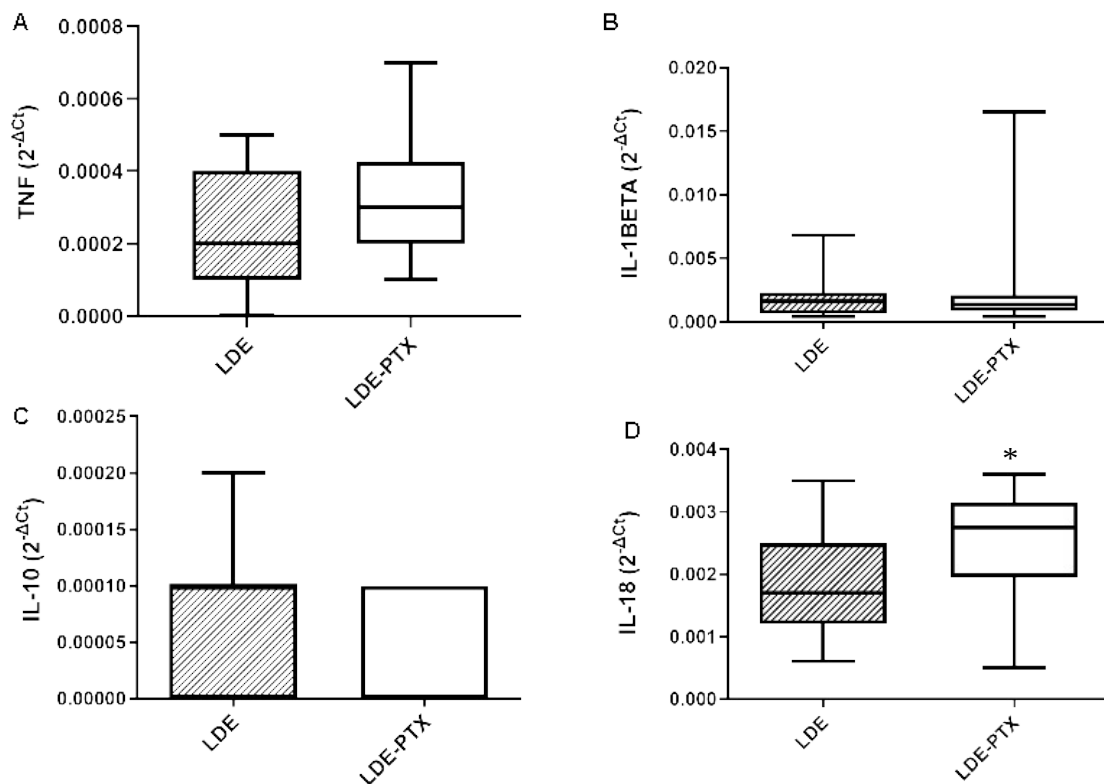 A
TNF (2^-ΔCt)
0.0008
0.0006
0.0004
0.0002
0.0000
LDE
LDE-PTX
B
IL-1BETA (2^-ΔCt)
0.020
0.015
0.010
0.005
0.000
LDE
LDE-PTX
C
IL-10 (2^-ΔCt)
0.00025
0.00020
0.00015
0.00010
0.00005
0.00000
LDE
LDE-PTX
D
IL-18 (2^-ΔCt)
0.004
0.003
0.002
0.001
0.000
*
LDE
LDE-PTX